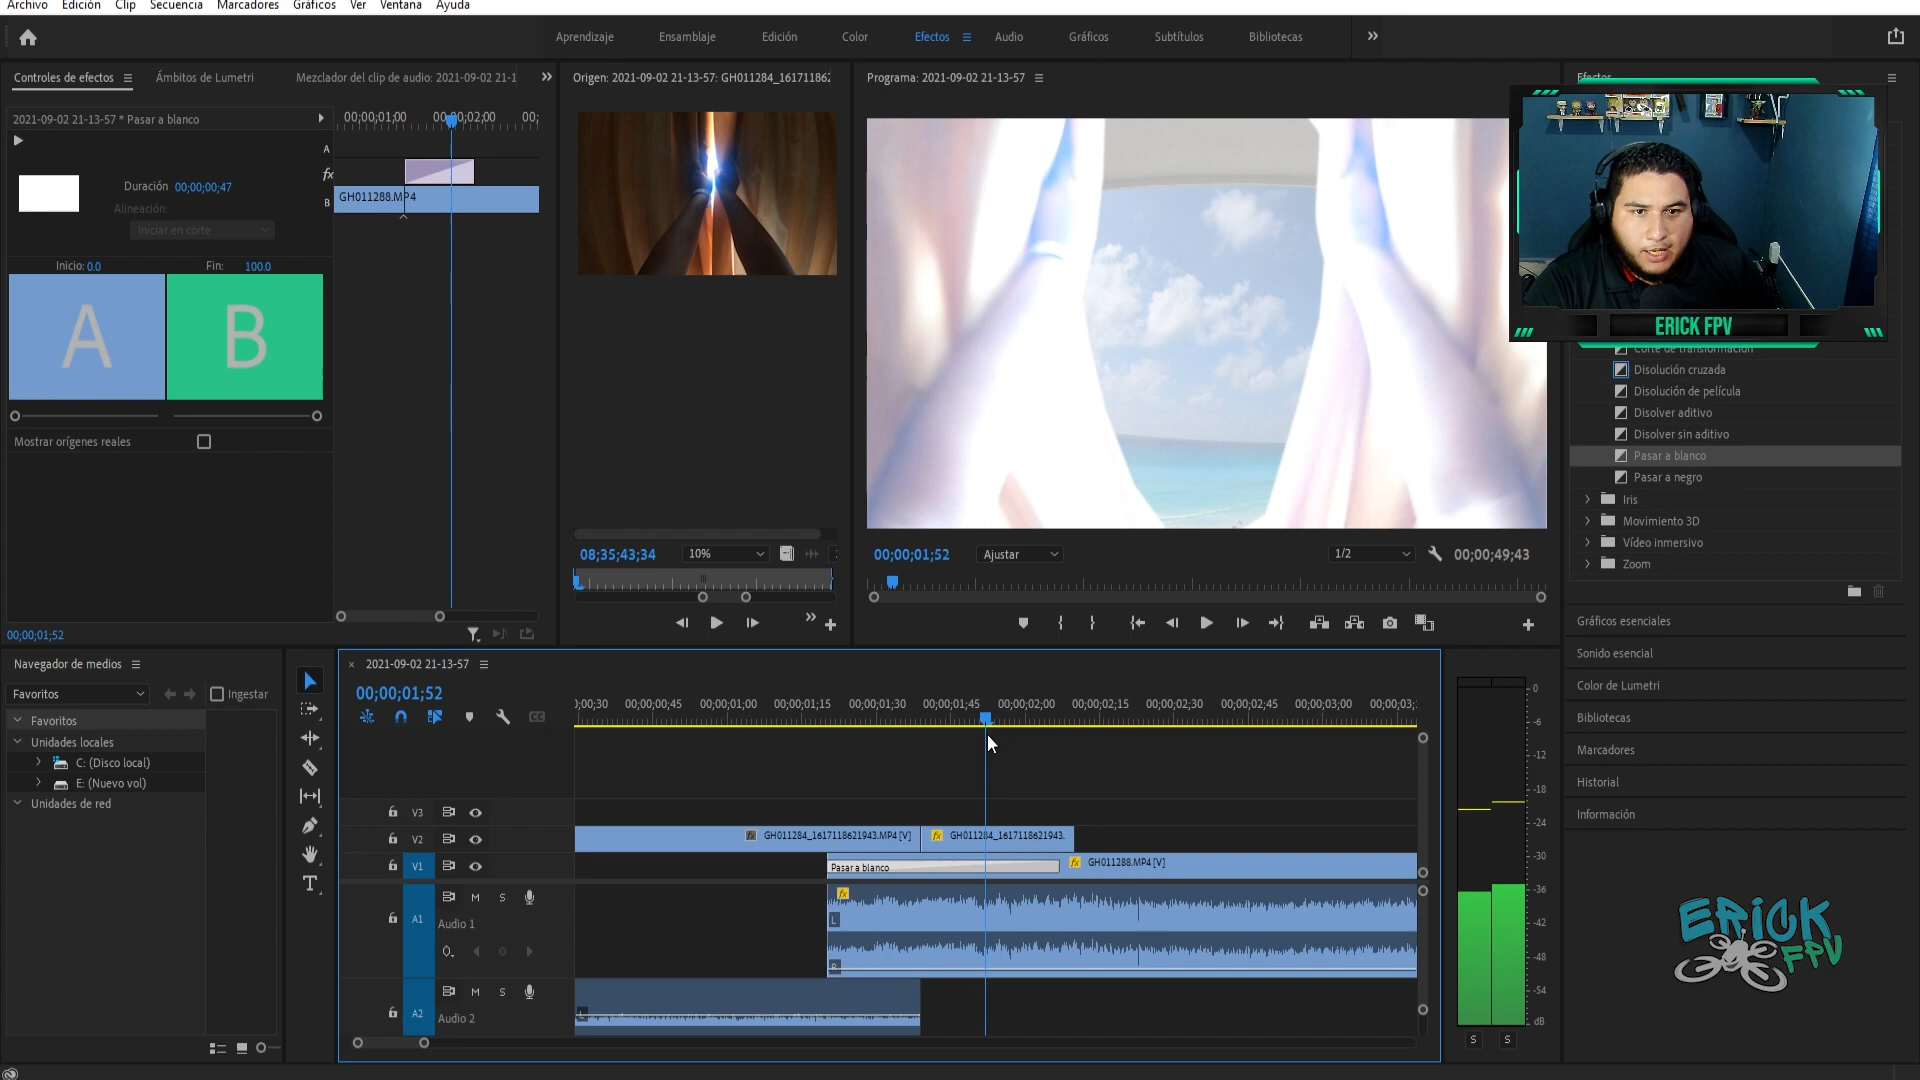 Archivo Edición Clip Secuencia Marcadores Gráficos Ver Ventana Ayuda
Aprendizaje Ensamblaje Edición Color Efectos Audio Gráficos Subtítulos Bibliotecas
Controles de efectos Ámbitos de Lumetri Mezclador del clip de audio: 2021-09-02 21-1
Origen: 2021-09-02 21-13-57: GH011284_16171186
Programa: 2021-09-02 21-13-57
Efectos
2021-09-02 21-13-57 * Pasar a blanco
00;00;01;00 00;00;02;00 00;
A
fx
B
Duración 00;00;00;47
Alineación:
Iniciar en corte
GH011288.MP4
Inicio: 0.0 Fin: 100.0
A B
Mostrar orígenes reales
00;00;01;52
08;35;43;34 10%
00;00;01;52 Ajustar 1/2 00;00;49;43
ERICK FPV
Corte de transformación
Disolución cruzada
Disolución de película
Disolver aditivo
Disolver sin aditivo
Pasar a blanco
Pasar a negro
Iris
Movimiento 3D
Vídeo inmersivo
Zoom
Gráficos esenciales
Sonido esencial
Color de Lumetri
Bibliotecas
Marcadores
Historial
Información
Navegador de medios
Favoritos Ingestar
Favoritos
Unidades locales
C: (Disco local)
E: (Nuevo vol)
Unidades de red
2021-09-02 21-13-57
00;00;01;52
;00;30 00;00;00;45 00;00;01;00 00;00;01;15 00;00;01;30 00;00;01;45 00;00;02;00 00;00;02;15 00;00;02;30 00;00;02;45 00;00;03;00 00;00;03;
V3
V2 fx GH011284_1617118621943.MP4 [V] fx GH011284_1617118621943.
V1 Pasar a blanco fx GH011288.MP4 [V]
A1 M S fx
Audio 1
L
R
A2 M S
Audio 2
L
0
-6
-12
-18
-24
-30
-36
-42
-48
-54
dB
S S
ERICK
FPV